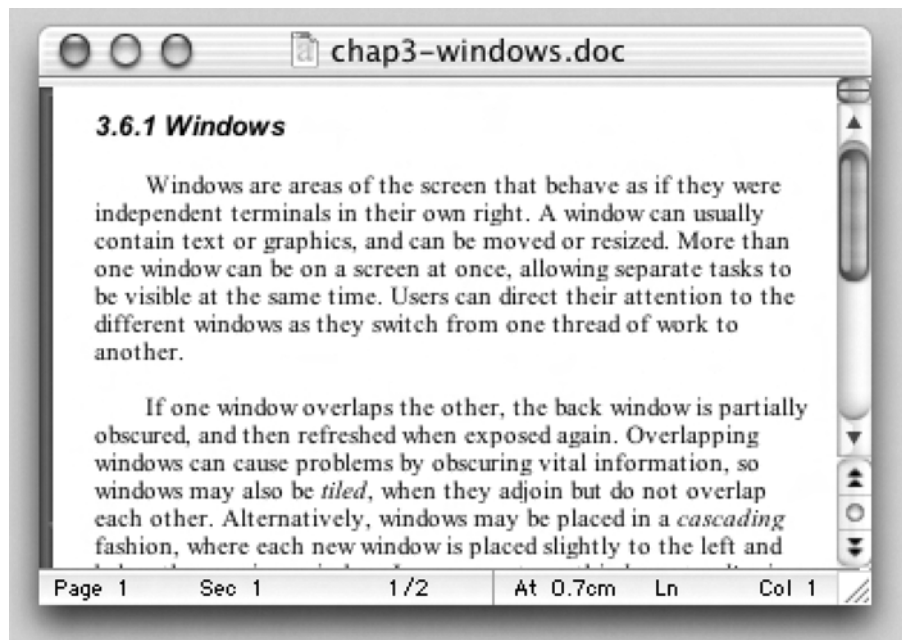 chap3-windows.doc
3.6.1 Windows
Windows are areas of the screen that behave as if they were
independent terminals in their own right. A window can usually
contain text or graphics, and can be moved or resized. More than
one window can be on a screen at once, allowing separate tasks to
be visible at the same time. Users can direct their attention to the
different windows as they switch from one thread of work to
another.
If one window overlaps the other, the back window is partially
obscured, and then refreshed when exposed again. Overlapping
windows can cause problems by obscuring vital information, so
windows may also be tiled, when they adjoin but do not overlap
each other. Alternatively, windows may be placed in a cascading
fashion, where each new window is placed slightly to the left and
Page 1 Sec 1 1/2 At 0.7cm Ln Col 1